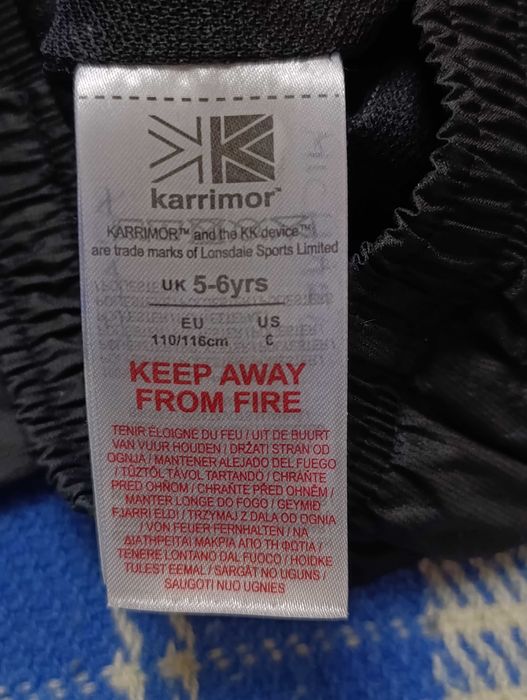 karrimor™
KARRIMOR™ and the KK device™
are trade marks of Lonsdale Sports Limited
UK 5-6yrs
EU US
110/116cm 6
KEEP AWAY
FROM FIRE
TENIR ÉLOIGNÉ DU FEU / UIT DE BUURT
VAN VUUR HOUDEN / DRŽATI STRAN OD
OGNJA / MANTENER ALEJADO DEL FUEGO
/ TŰZTŐL TÁVOL TARTANDÓ / CHRAŇTE
PRED OHŇOM / CHRAŇTE PŘED OHNĚM /
MANTER LONGE DO FOGO / GEYMIÐ
FJARRI ELDI / TRZYMAJ Z DALA OD OGNIA
/ VON FEUER FERNHALTEN / ΝΑ
ΔΙΑΤΗΡΕΙΤΑΙ ΜΑΚΡΙΑ ΑΠΟ ΤΗ ΦΩΤΙΑ /
TENERE LONTANO DAL FUOCO / HOIDKE
TULEST EEMAL / SARGĀT NO UGUNS /
SAUGOTI NUO UGNIES